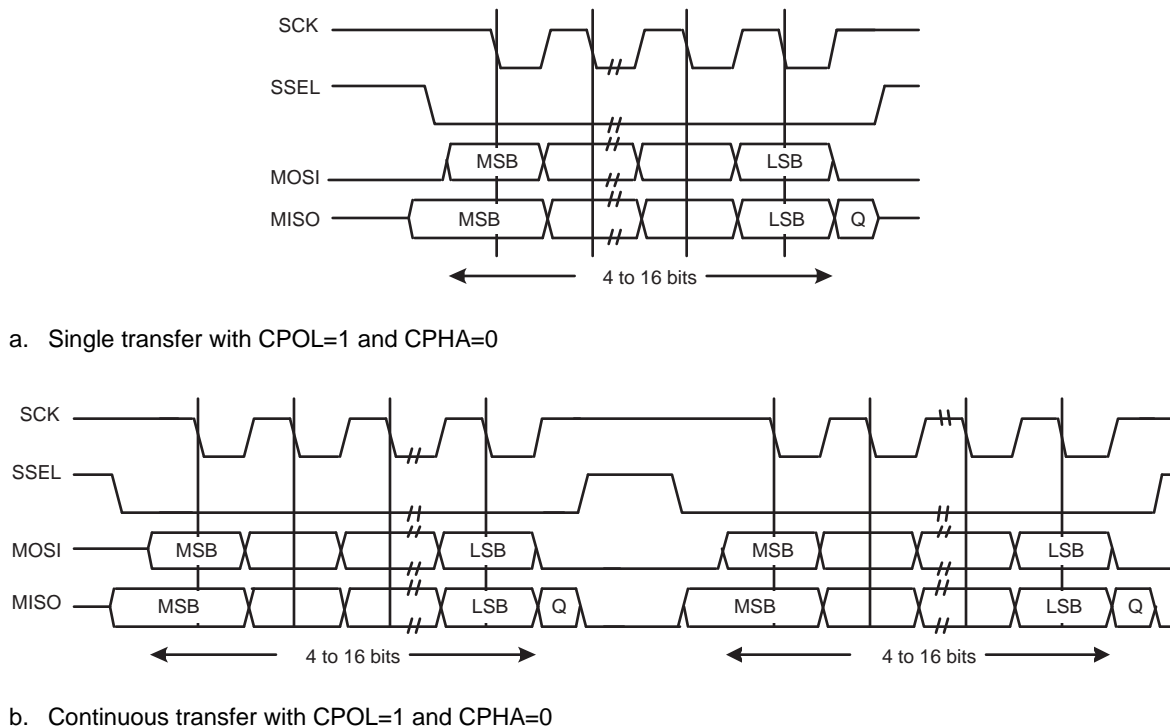 SCK
SSEL
MSB LSB
MOSI
MISO MSB LSB Q
4 to 16 bits
a. Single transfer with CPOL=1 and CPHA=0
SCK
SSEL
MOSI MSB LSB MSB LSB
MISO MSB LSB Q MSB LSB Q
4 to 16 bits 4 to 16 bits
b. Continuous transfer with CPOL=1 and CPHA=0